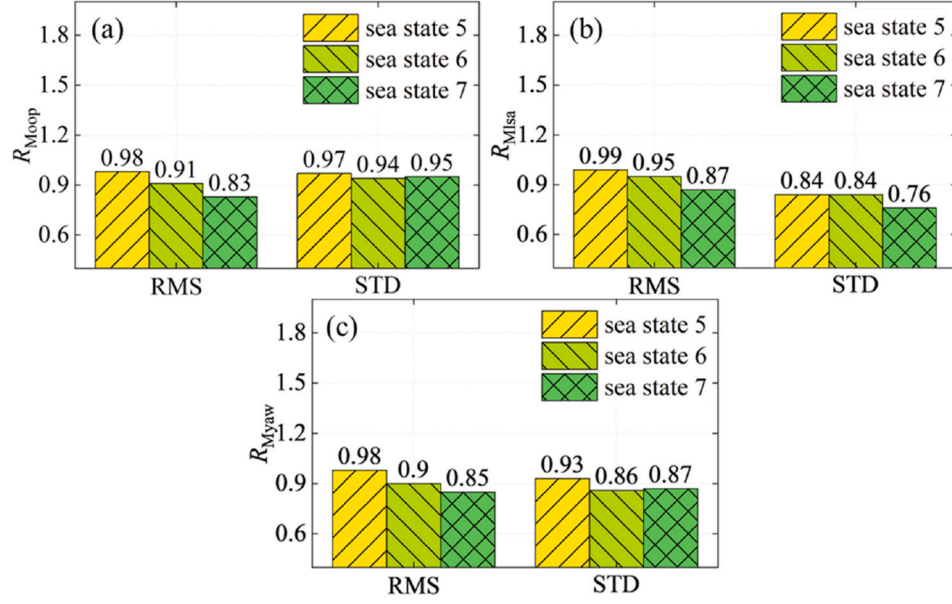 (a)
sea state 5
sea state 6
sea state 7
1.8
1.5
1.2
0.9
0.6
R_Moop
0.98
0.91
0.83
0.97
0.94
0.95
RMS
STD
(b)
sea state 5
sea state 6
sea state 7
1.8
1.5
1.2
0.9
0.6
R_Mlsa
0.99
0.95
0.87
0.84
0.84
0.76
RMS
STD
(c)
sea state 5
sea state 6
sea state 7
1.8
1.5
1.2
0.9
0.6
R_Myaw
0.98
0.9
0.85
0.93
0.86
0.87
RMS
STD